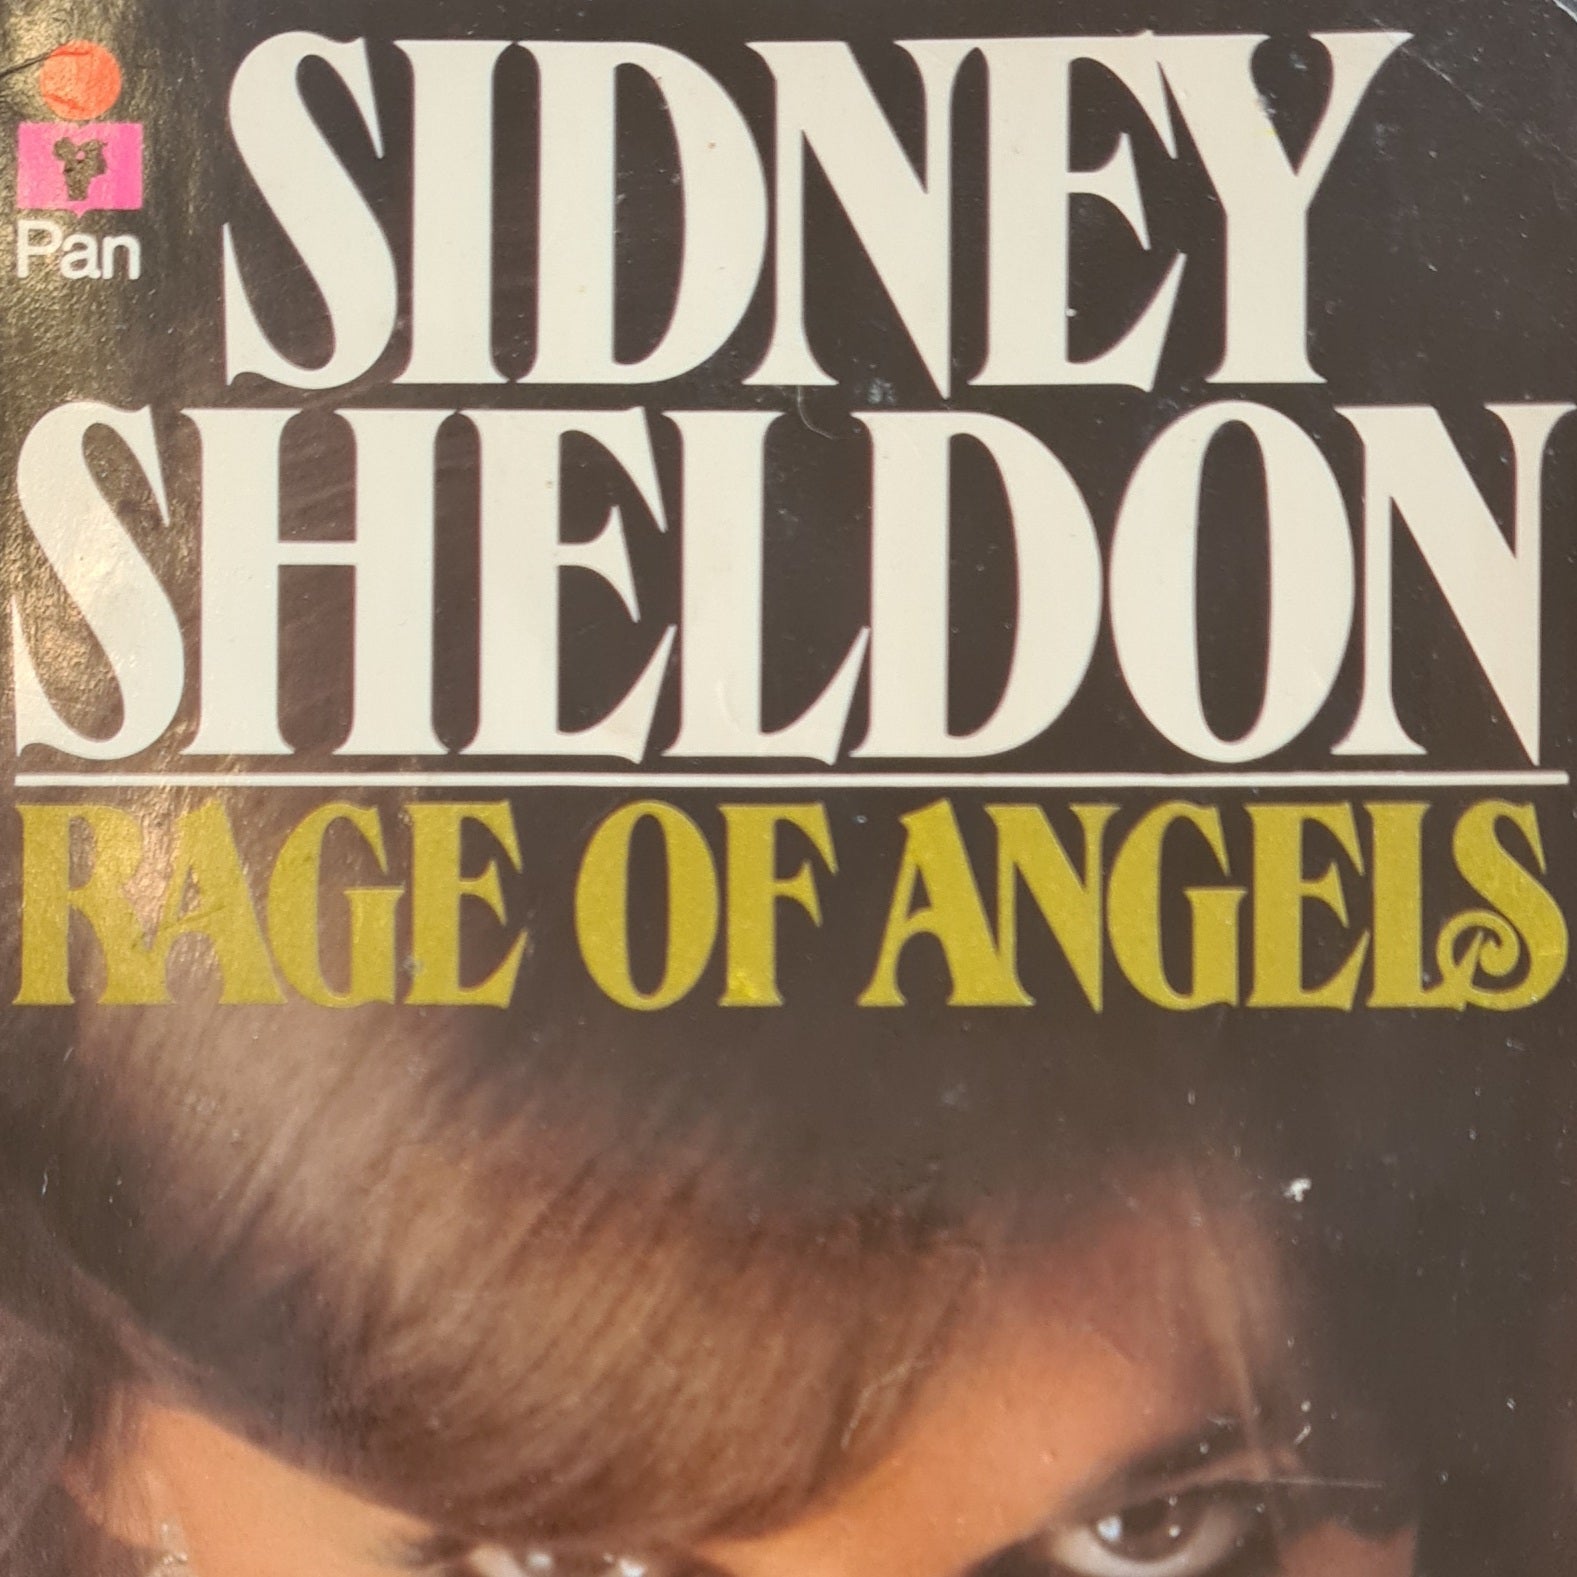 Pan
SIDNEY
SHELDON
RAGE OF ANGELS